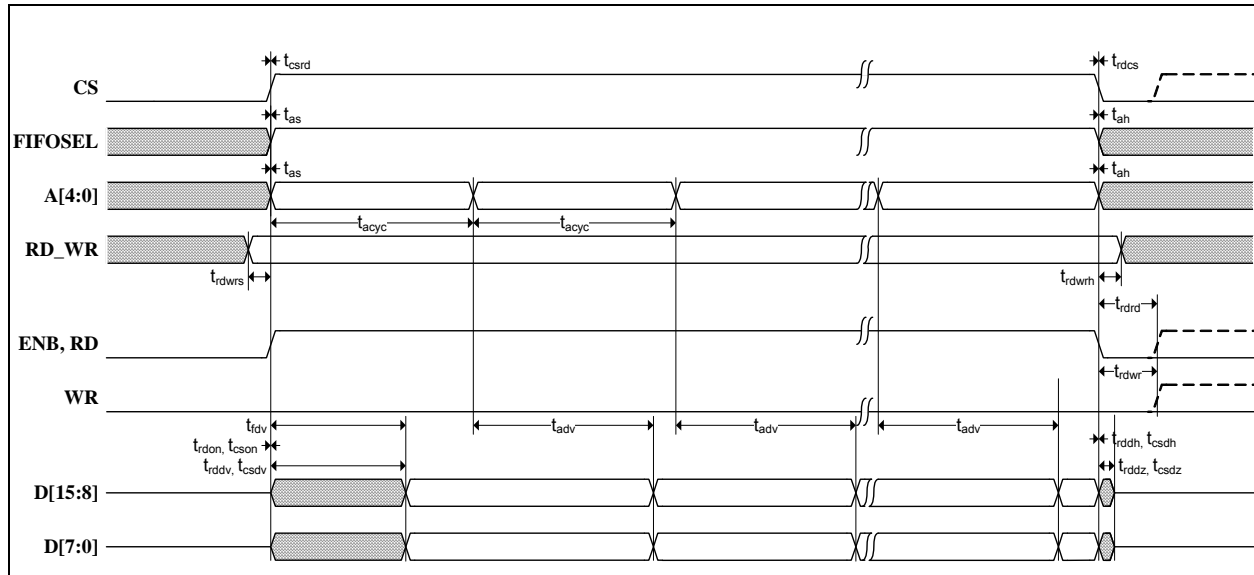 t_csrd t_rdcs
CS
t_as t_ah
FIFOSEL
t_as t_ah
A[4:0]
t_acyc t_acyc
RD_WR
t_rdwrs t_rdwrh
t_rdrd
ENB, RD
t_rdwr
WR
t_fdv t_adv t_adv t_adv
t_rdon, t_cson t_rddh, t_csdh
t_rddv, t_csdv t_rddz, t_csdz
D[15:8]
D[7:0]